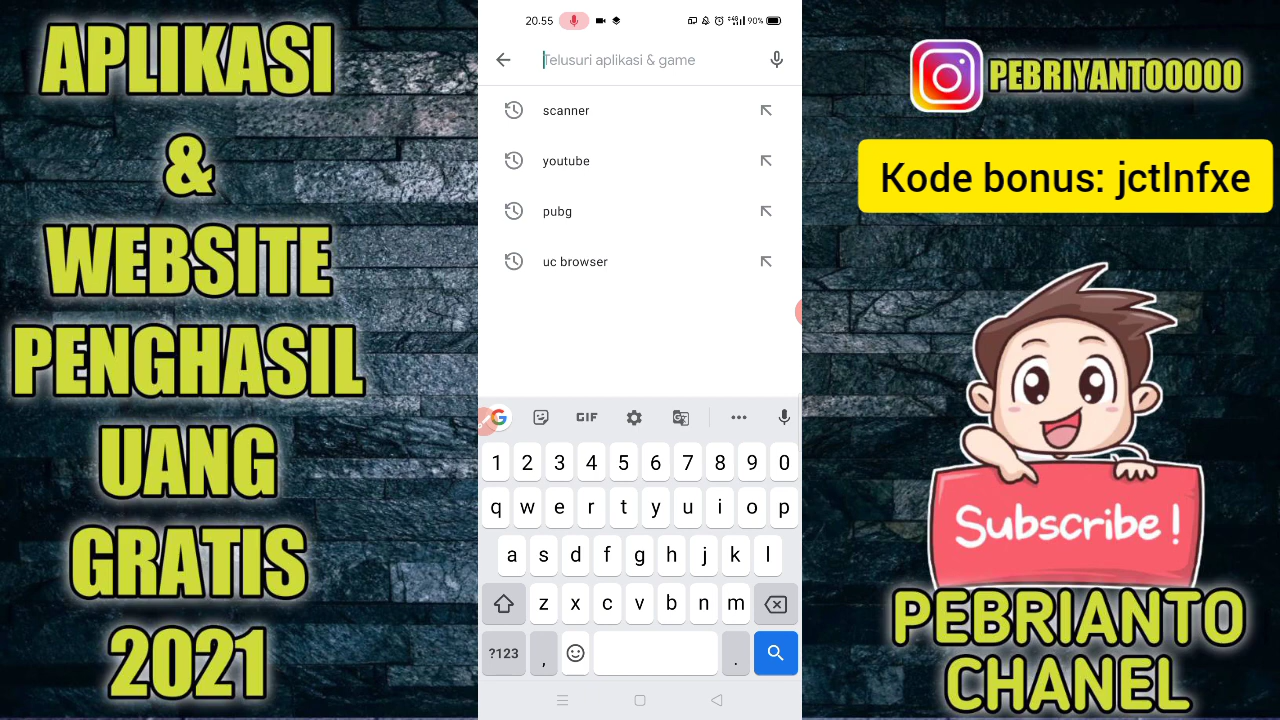 APLIKASI
&
WEBSITE
PENGHASIL
UANG
GRATIS
2021
20.55
90%
Telusuri aplikasi & game
scanner
youtube
pubg
uc browser
GIF
1 2 3 4 5 6 7 8 9 0
q w e r t y u i o p
a s d f g h j k l
z x c v b n m
?123 , .
PEBRIYANTOOOOO
Kode bonus: jctlnfxe
Subscribe!
PEBRIANTO
CHANEL